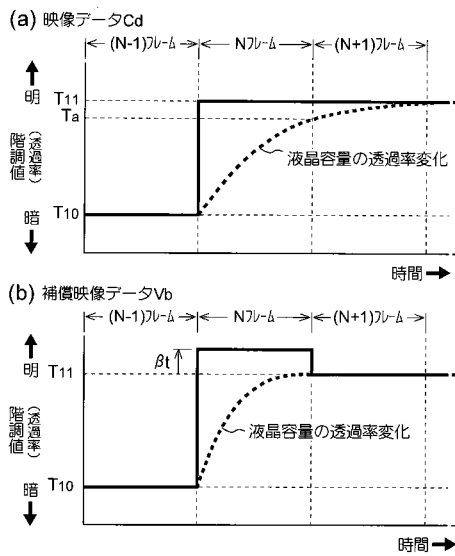 (a) 映像データCd
(N-1)フレーム
Nフレーム
(N+1)フレーム
明
T11
Ta
階調値
(透過率)
液晶容量の透過率変化
暗
T10
時間
(b) 補償映像データVb
(N-1)フレーム
Nフレーム
(N+1)フレーム
明
βt
T11
階調値
(透過率)
液晶容量の透過率変化
暗
T10
時間